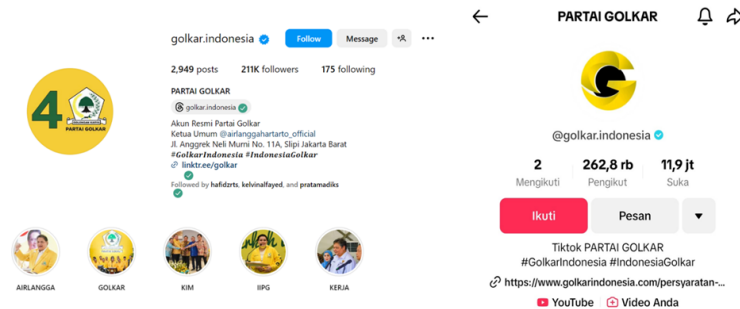 golkar.indonesia
Follow
Message
2,949 posts 211K followers 175 following
PARTAI GOLKAR
golkar.indonesia
Akun Resmi Partai Golkar
Ketua Umum @airlanggahartarto_official
Jl. Anggrek Neli Murni No. 11A, Slipi Jakarta Barat
#GolkarIndonesia #IndonesiaGolkar
linktr.ee/golkar
Followed by hafidzrts, kelvinalfayed, and pratamadiks
4
PARTAI GOLKAR
AIRLANGGA
GOLKAR
KIM
IIPG
KERJA
PARTAI GOLKAR
@golkar.indonesia
2 262,8 rb 11,9 jt
Mengikuti Pengikut Suka
Ikuti
Pesan
Tiktok PARTAI GOLKAR
#GolkarIndonesia #IndonesiaGolkar
https://www.golkarindonesia.com/persyaratan-...
YouTube
Video Anda